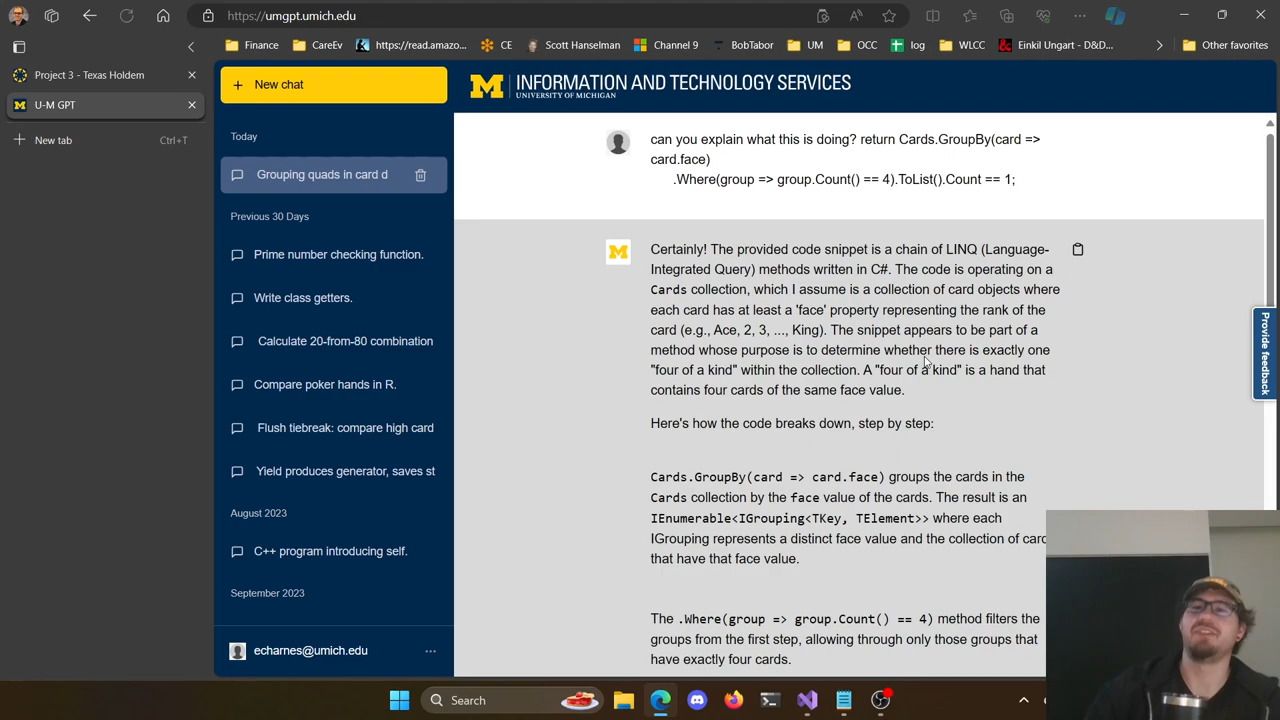 https://umgpt.umich.edu
Finance
CareEv
https://read.amazo...
CE
Scott Hanselman
Channel 9
BobTabor
UM
OCC
log
WLCC
Einkil Ungart - D&D...
Other favorites
Project 3 - Texas Holdem
U-M GPT
New tab
Ctrl+T
New chat
Today
Grouping quads in card d
Previous 30 Days
Prime number checking function.
Write class getters.
Calculate 20-from-80 combination
Compare poker hands in R.
Flush tiebreak: compare high card
Yield produces generator, saves st
August 2023
C++ program introducing self.
September 2023
echarnes@umich.edu
M INFORMATION AND TECHNOLOGY SERVICES
UNIVERSITY OF MICHIGAN
can you explain what this is doing? return Cards.GroupBy(card =>
card.face)
.Where(group => group.Count() == 4).ToList().Count == 1;
M
Certainly! The provided code snippet is a chain of LINQ (Language-
Integrated Query) methods written in C#. The code is operating on a
Cards collection, which I assume is a collection of card objects where
each card has at least a 'face' property representing the rank of the
card (e.g., Ace, 2, 3, ..., King). The snippet appears to be part of a
method whose purpose is to determine whether there is exactly one
"four of a kind" within the collection. A "four of a kind" is a hand that
contains four cards of the same face value.
Here's how the code breaks down, step by step:
Cards.GroupBy(card => card.face) groups the cards in the
Cards collection by the face value of the cards. The result is an
IEnumerable<IGrouping<TKey, TElement>> where each
IGrouping represents a distinct face value and the collection of card
that have that face value.
The .Where(group => group.Count() == 4) method filters the
groups from the first step, allowing through only those groups that
have exactly four cards.
Provide feedback
Search